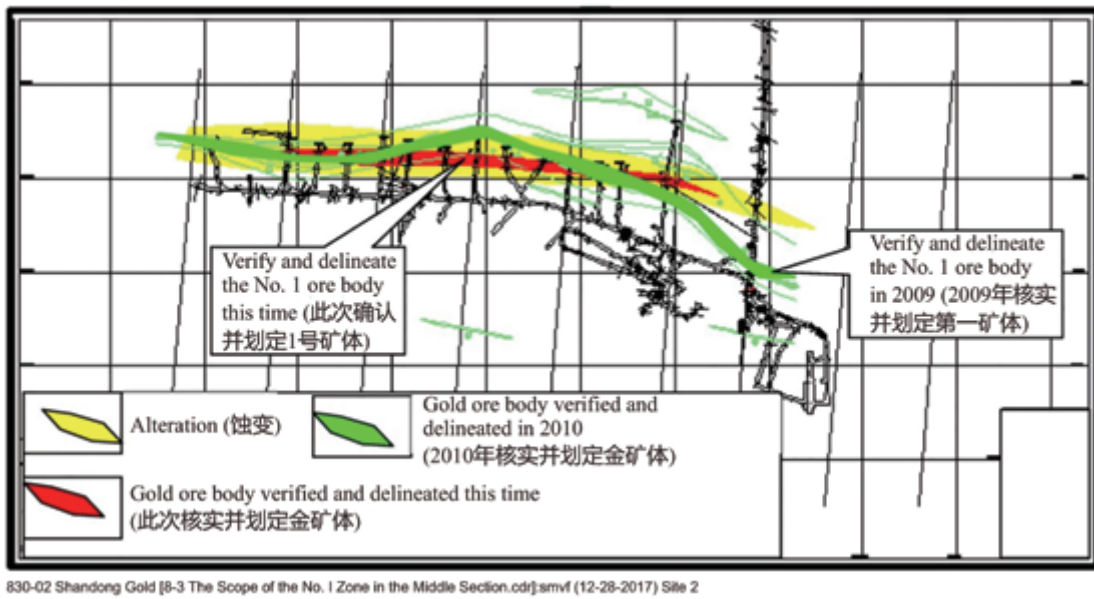 Verify and delineate
the No. 1 ore body
this time (此次确认
并划定1号矿体)
Verify and delineate
the No. 1 ore body
in 2009 (2009年核实
并划定第一矿体)
Alteration (蚀变)
Gold ore body verified and
delineated in 2010
(2010年核实并划定金矿体)
Gold ore body verified and delineated this time
(此次核实并划定金矿体)
830-02 Shandong Gold [8-3 The Scope of the No. I Zone in the Middle Section.cdr]:smvf (12-28-2017) Site 2